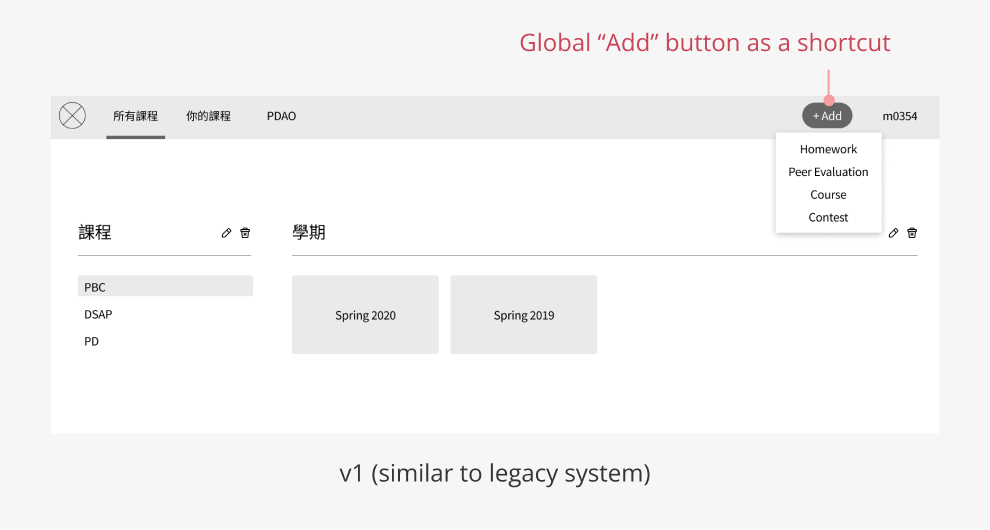 Global “Add” button as a shortcut
所有課程
你的課程
PDAO
+ Add
m0354
Homework
Peer Evaluation
Course
Contest
課程
學期
PBC
DSAP
PD
Spring 2020
Spring 2019
v1 (similar to legacy system)